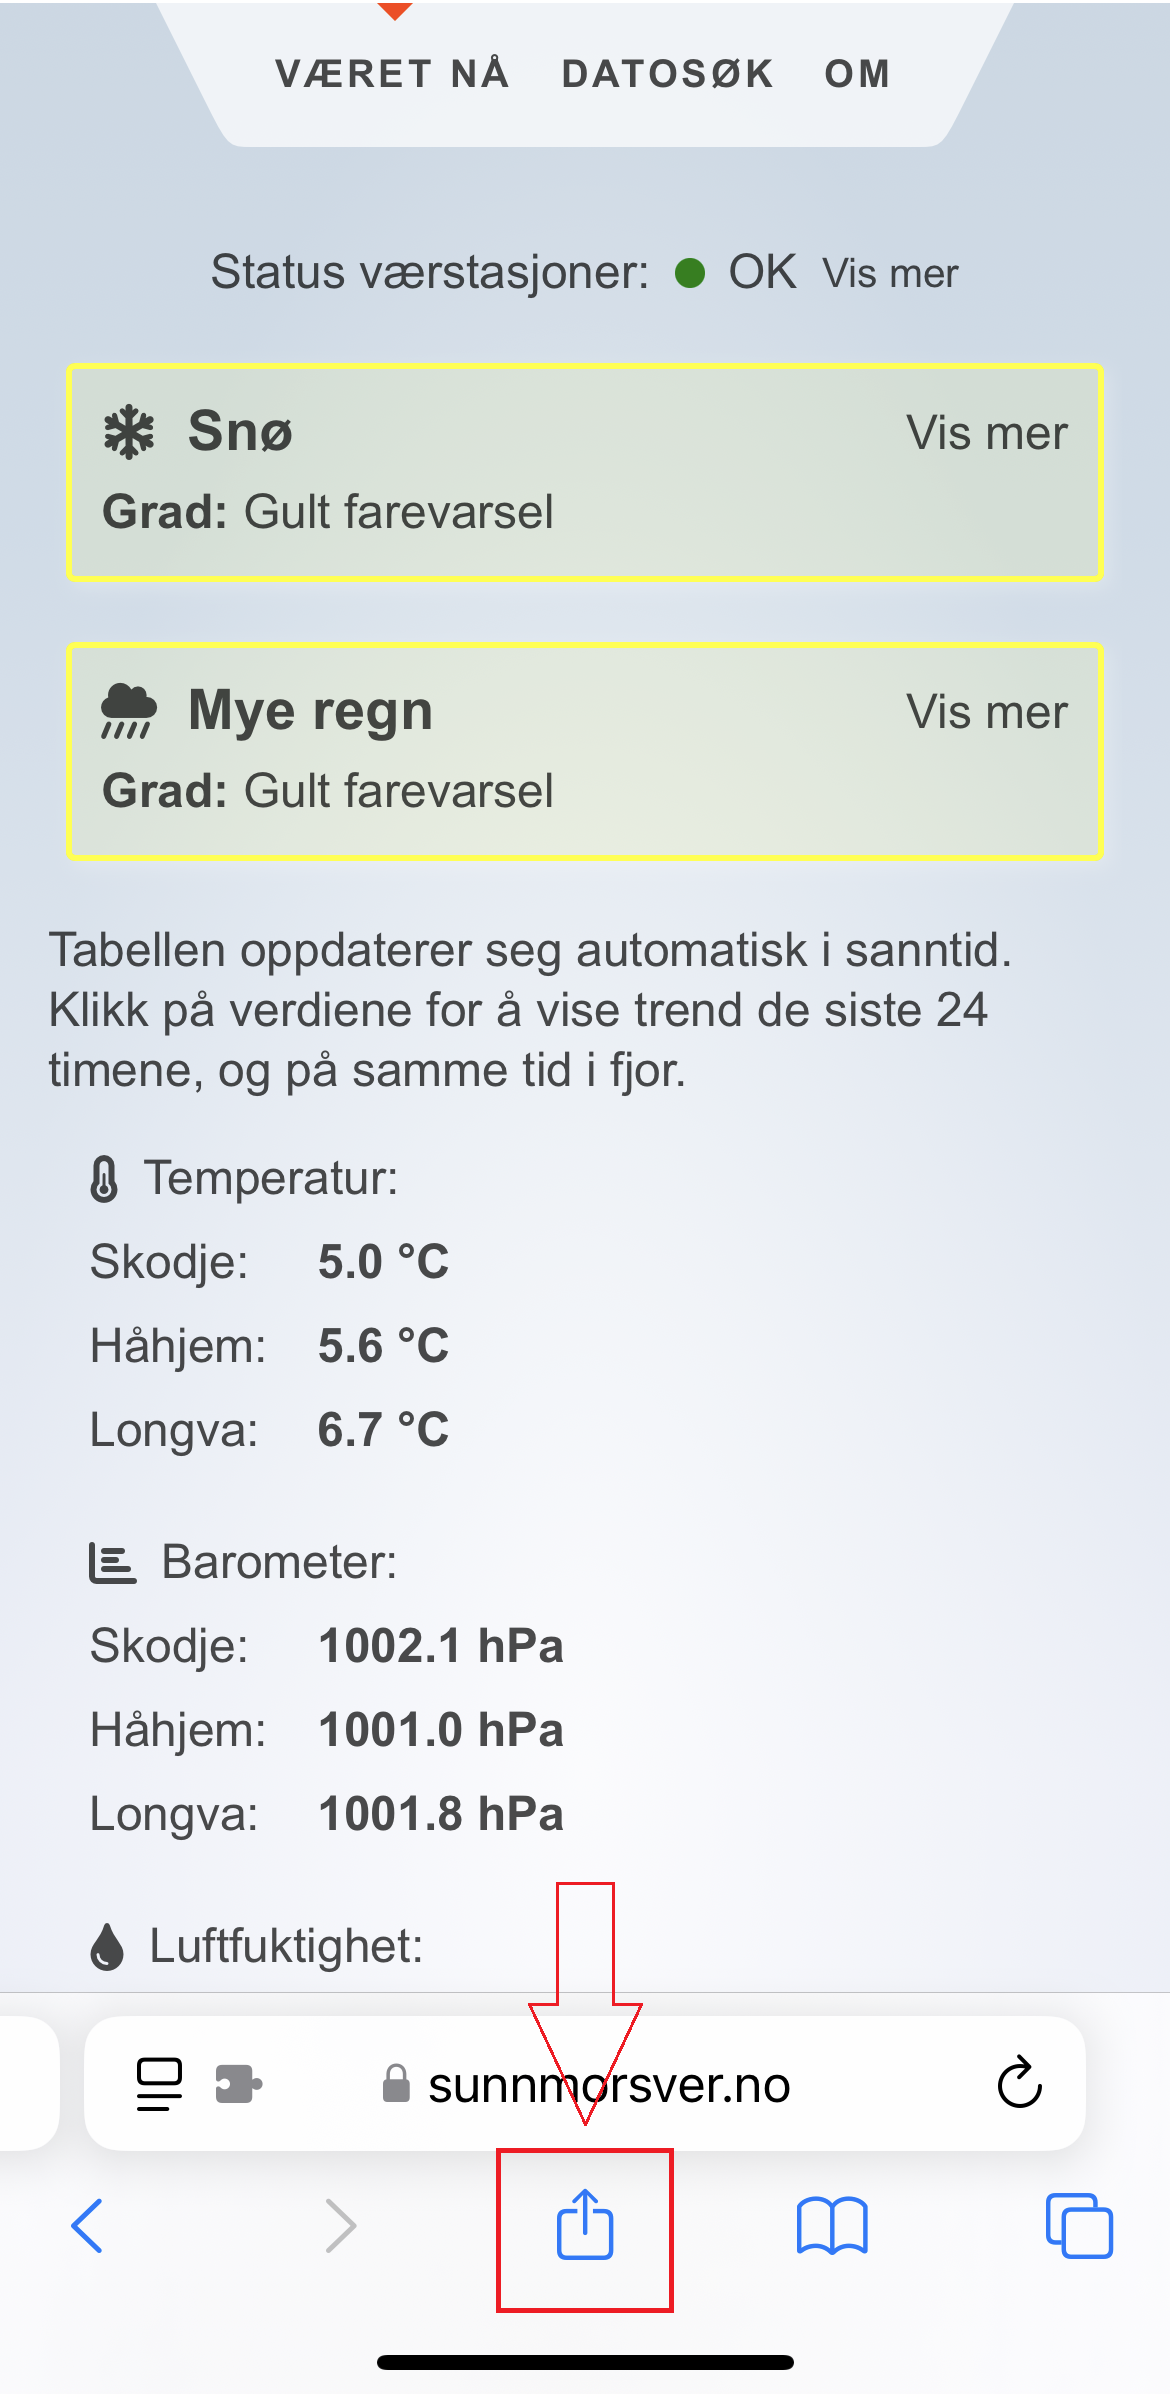 VÆRET NÅ DATOSØK OM
Status værstasjoner: OK Vis mer
Snø Vis mer
Grad: Gult farevarsel
Mye regn Vis mer
Grad: Gult farevarsel
Tabellen oppdaterer seg automatisk i sanntid.
Klikk på verdiene for å vise trend de siste 24
timene, og på samme tid i fjor.
Temperatur:
Skodje: 5.0 °C
Håhjem: 5.6 °C
Longva: 6.7 °C
Barometer:
Skodje: 1002.1 hPa
Håhjem: 1001.0 hPa
Longva: 1001.8 hPa
Luftfuktighet:
sunnmorsver.no